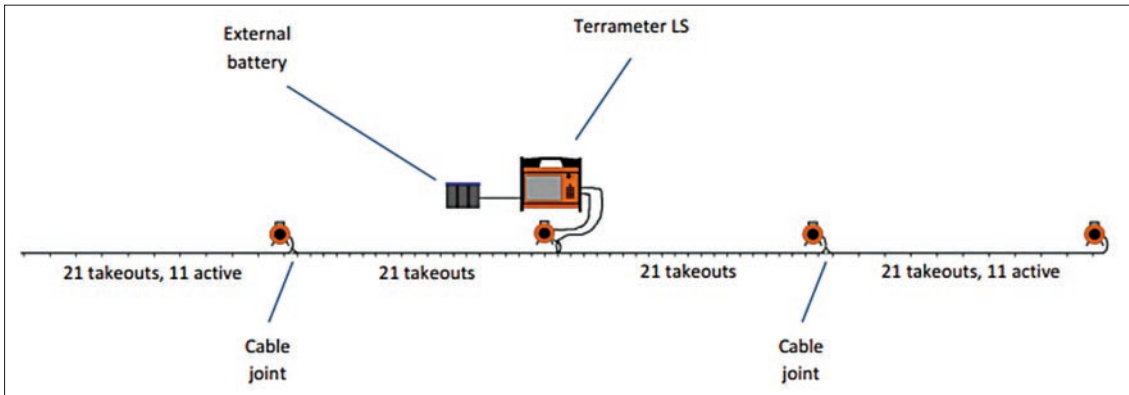 External
battery
Terrameter LS
21 takeouts, 11 active
21 takeouts
21 takeouts
21 takeouts, 11 active
Cable
joint
Cable
joint